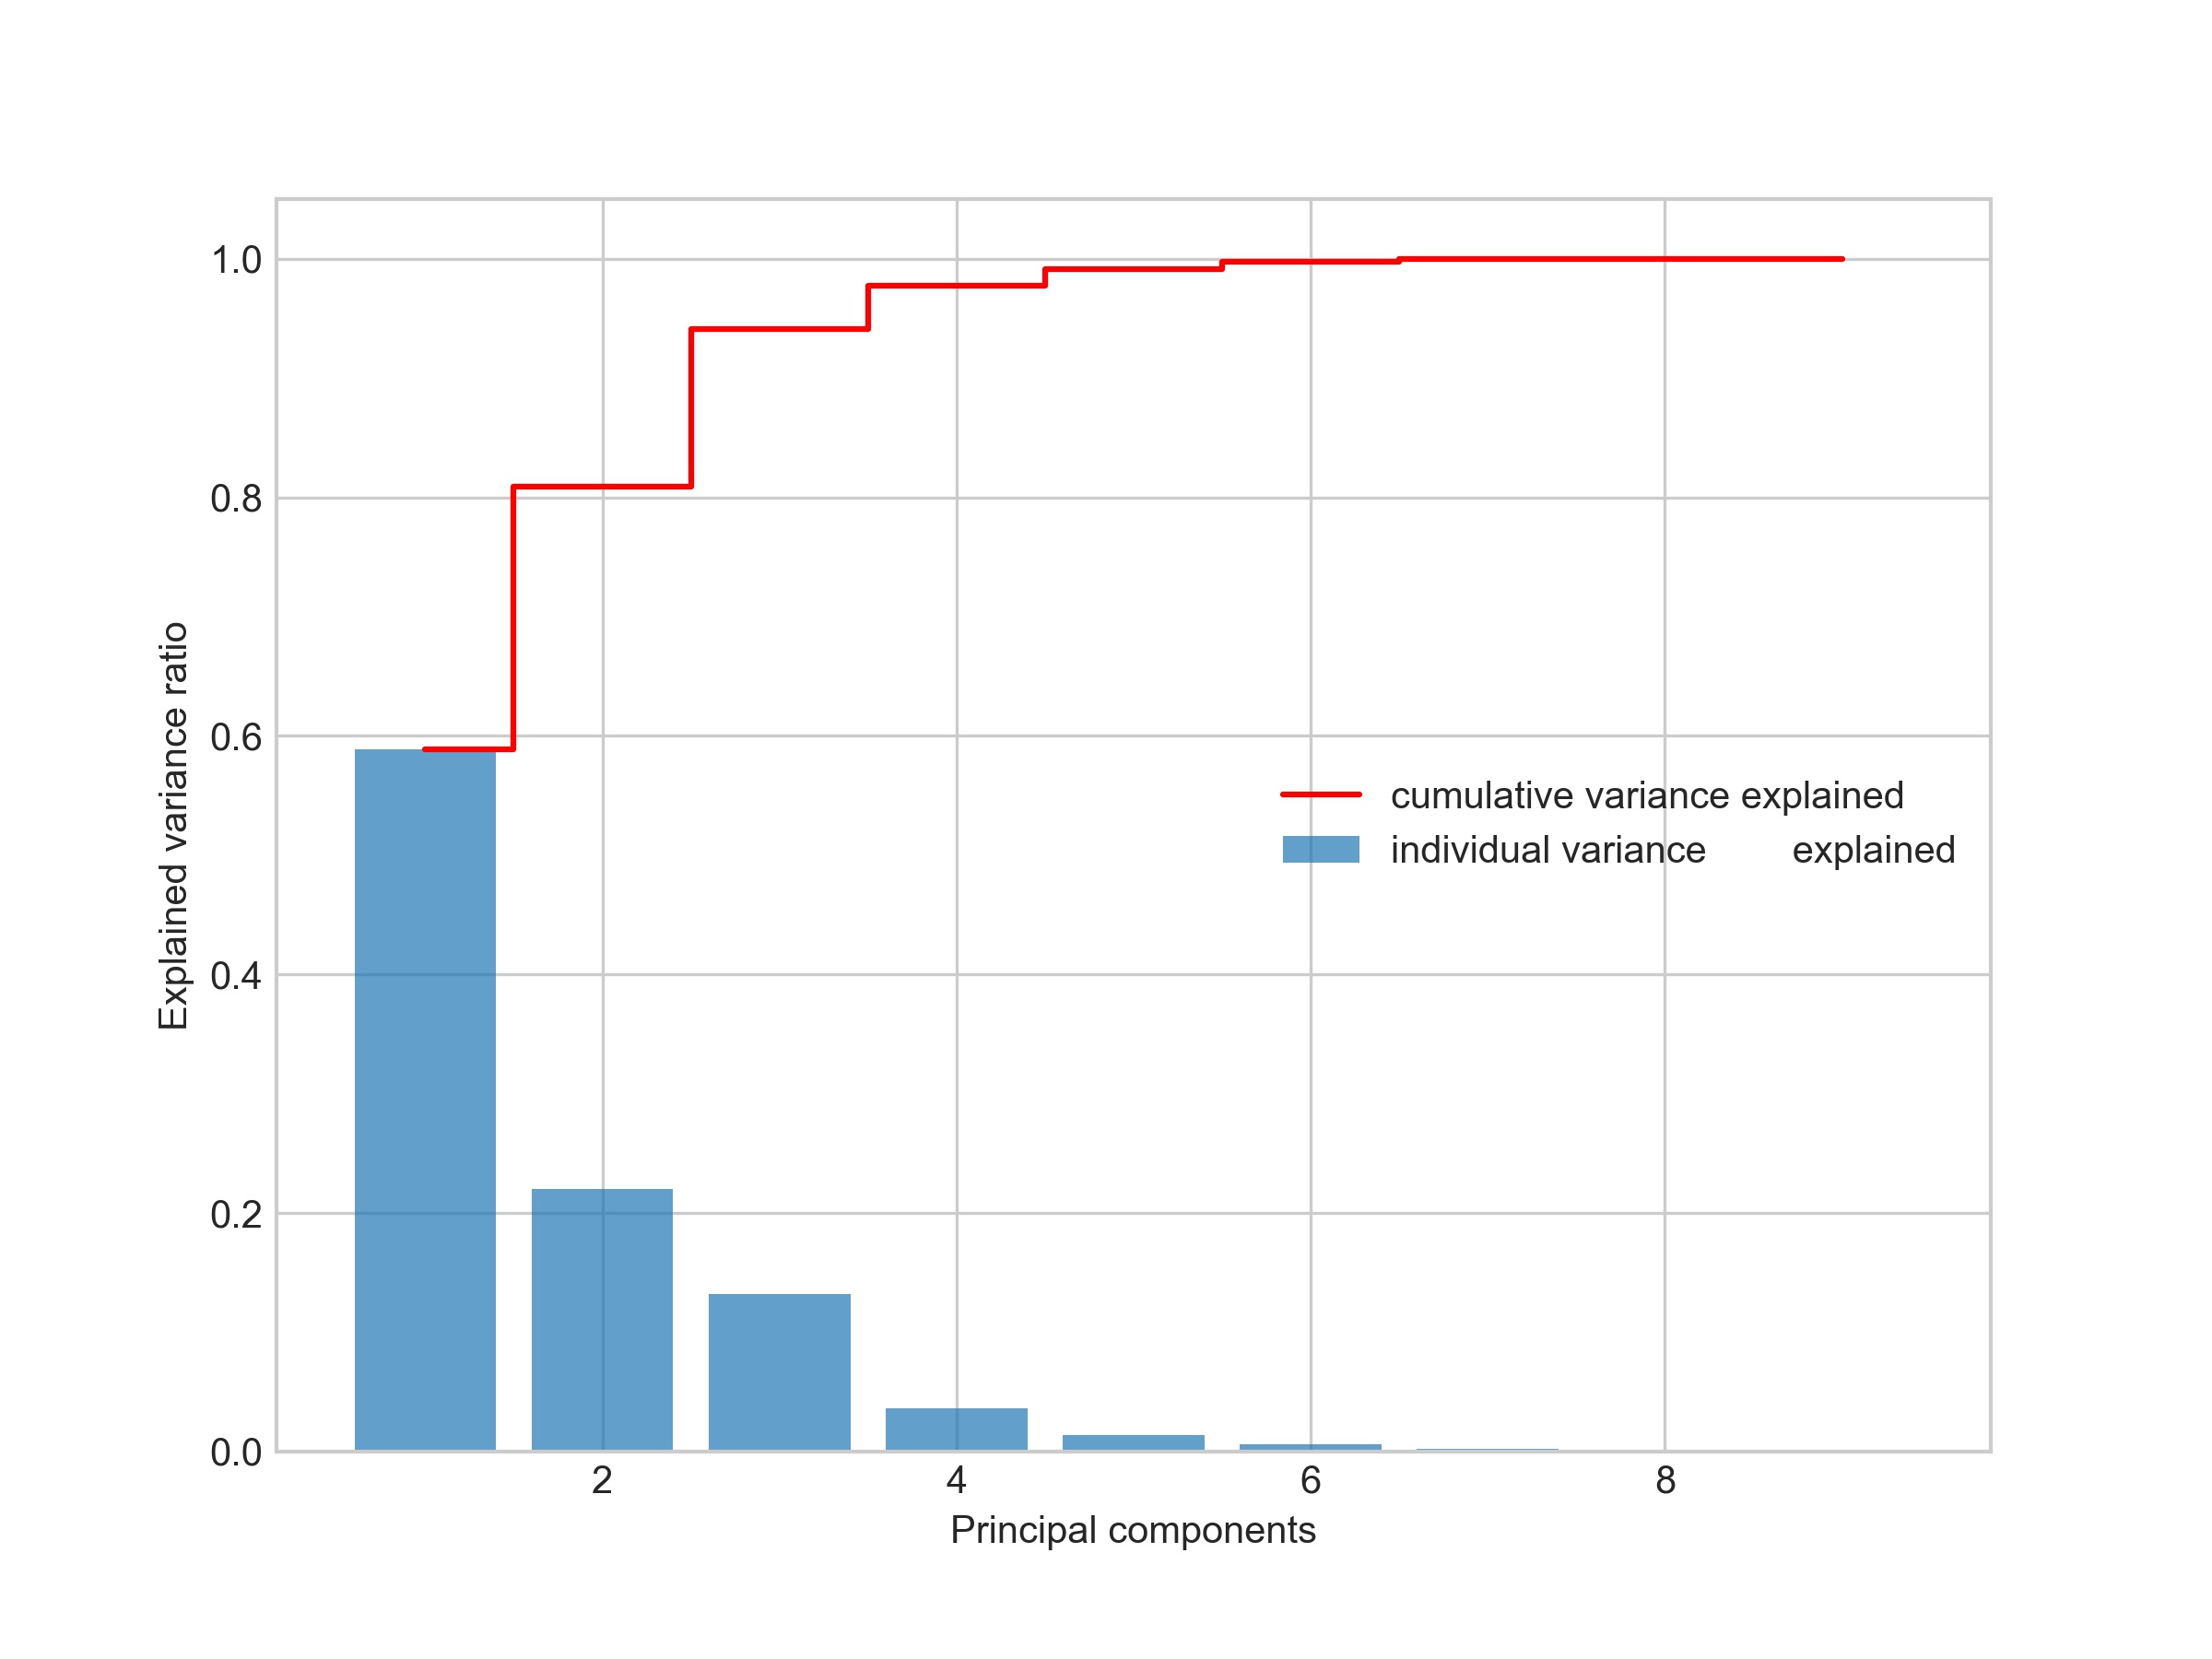 1.0
0.8
0.6
0.4
0.2
0.0
Explained variance ratio
cumulative variance explained
individual variance        explained
2 4 6 8
Principal components